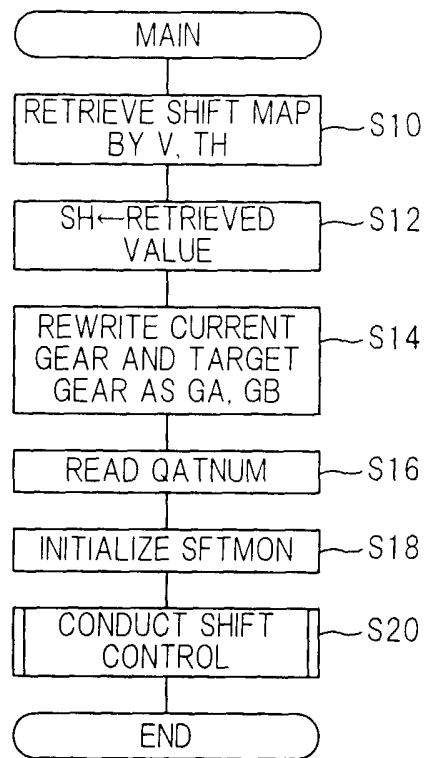 MAIN
RETRIEVE SHIFT MAP
BY V, TH
S10
SH←RETRIEVED
VALUE
S12
REWRITE CURRENT
GEAR AND TARGET
GEAR AS GA, GB
S14
READ QATNUM
S16
INITIALIZE SFTMON
S18
CONDUCT SHIFT
CONTROL
S20
END